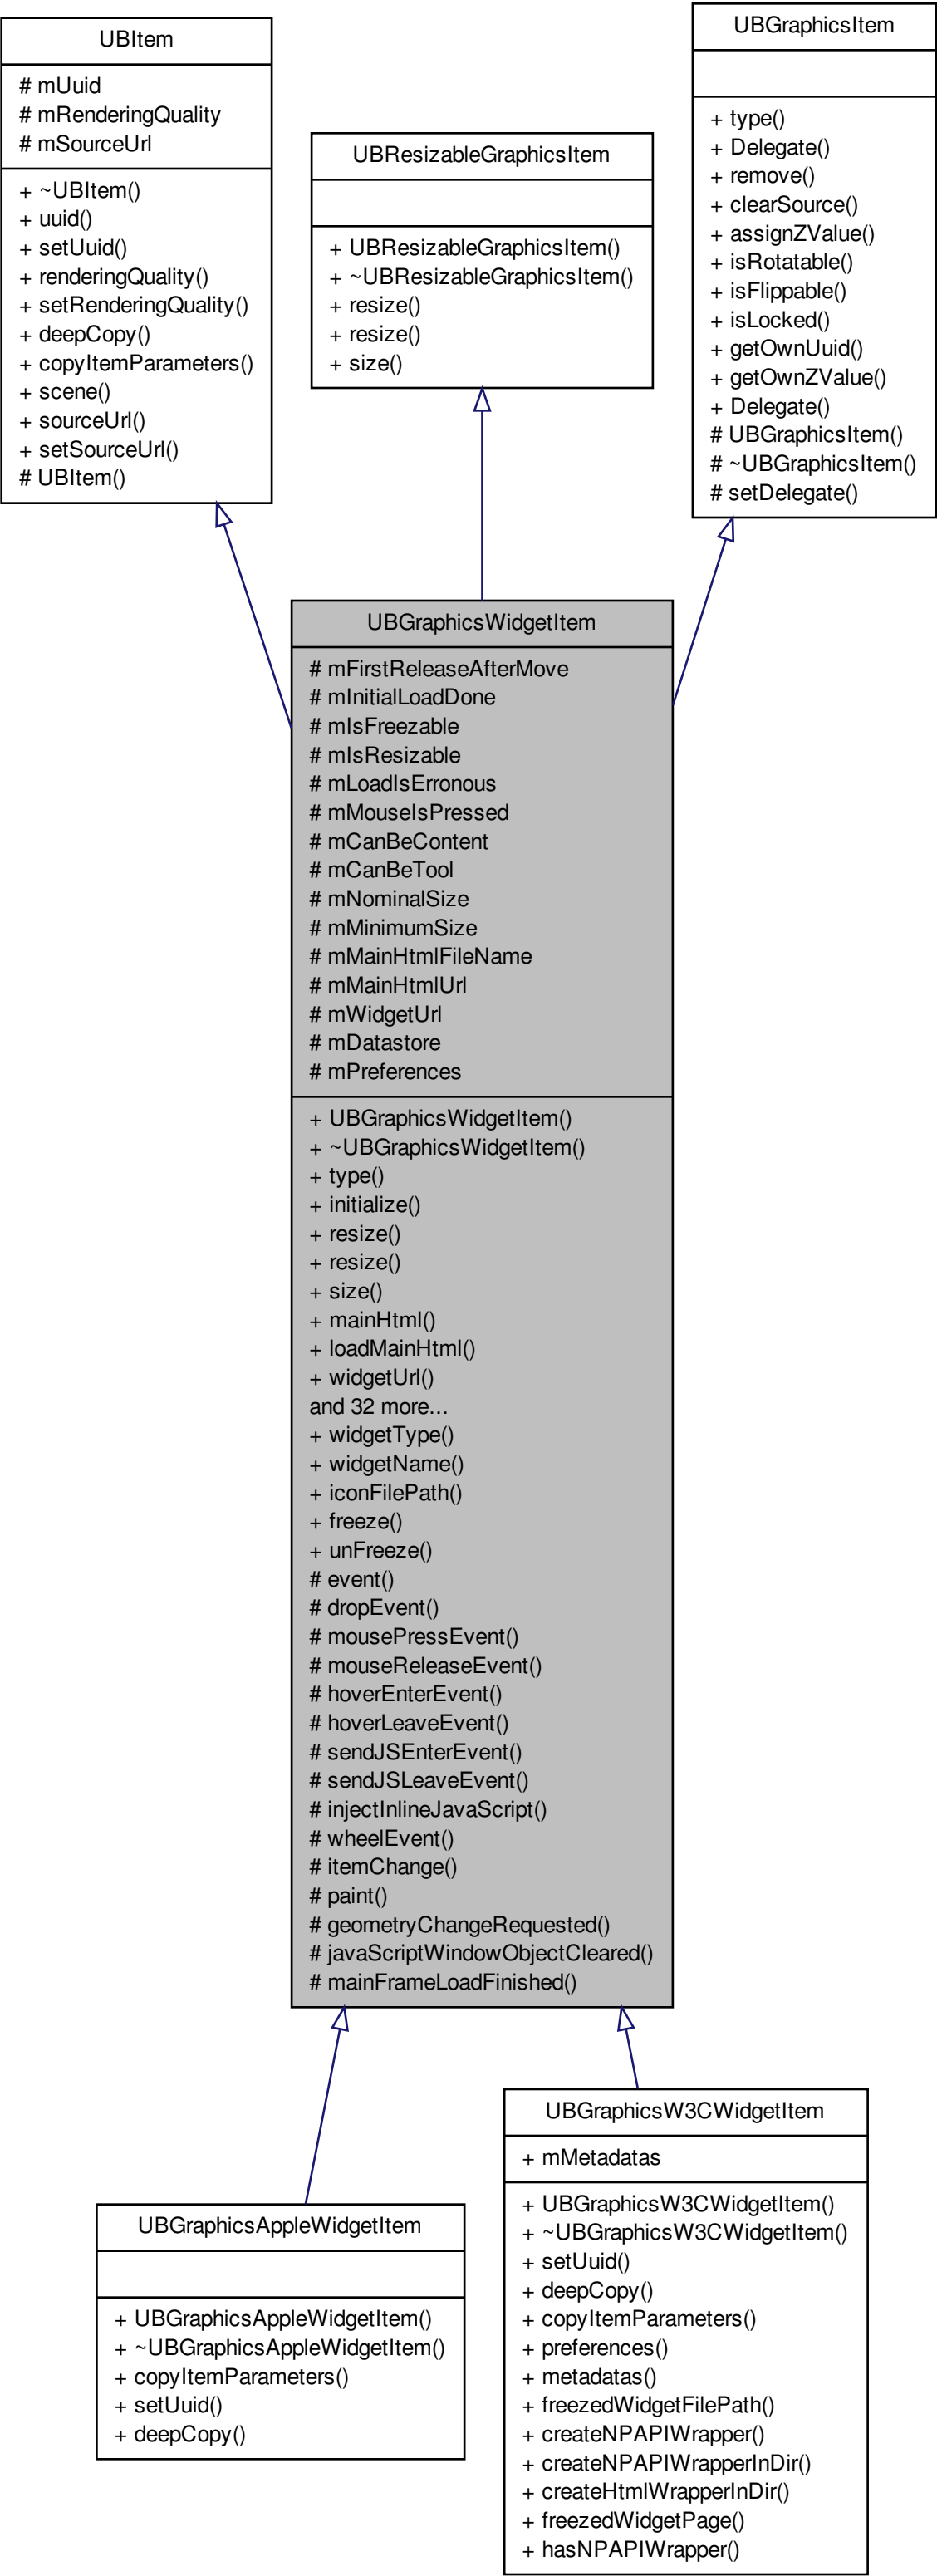 UBItem
# mUuid
# mRenderingQuality
# mSourceUrl
+ ~UBItem()
+ uuid()
+ setUuid()
+ renderingQuality()
+ setRenderingQuality()
+ deepCopy()
+ copyItemParameters()
+ scene()
+ sourceUrl()
+ setSourceUrl()
# UBItem()
UBResizableGraphicsItem
+ UBResizableGraphicsItem()
+ ~UBResizableGraphicsItem()
+ resize()
+ resize()
+ size()
UBGraphicsItem
+ type()
+ Delegate()
+ remove()
+ clearSource()
+ assignZValue()
+ isRotatable()
+ isFlippable()
+ isLocked()
+ getOwnUuid()
+ getOwnZValue()
+ Delegate()
# UBGraphicsItem()
# ~UBGraphicsItem()
# setDelegate()
UBGraphicsWidgetItem
# mFirstReleaseAfterMove
# mInitialLoadDone
# mIsFreezable
# mIsResizable
# mLoadIsErronous
# mMouseIsPressed
# mCanBeContent
# mCanBeTool
# mNominalSize
# mMinimumSize
# mMainHtmlFileName
# mMainHtmlUrl
# mWidgetUrl
# mDatastore
# mPreferences
+ UBGraphicsWidgetItem()
+ ~UBGraphicsWidgetItem()
+ type()
+ initialize()
+ resize()
+ resize()
+ size()
+ mainHtml()
+ loadMainHtml()
+ widgetUrl()
and 32 more...
+ widgetType()
+ widgetName()
+ iconFilePath()
+ freeze()
+ unFreeze()
# event()
# dropEvent()
# mousePressEvent()
# mouseReleaseEvent()
# hoverEnterEvent()
# hoverLeaveEvent()
# sendJSEnterEvent()
# sendJSLeaveEvent()
# injectInlineJavaScript()
# wheelEvent()
# itemChange()
# paint()
# geometryChangeRequested()
# javaScriptWindowObjectCleared()
# mainFrameLoadFinished()
UBGraphicsAppleWidgetItem
+ UBGraphicsAppleWidgetItem()
+ ~UBGraphicsAppleWidgetItem()
+ copyItemParameters()
+ setUuid()
+ deepCopy()
UBGraphicsW3CWidgetItem
+ mMetadatas
+ UBGraphicsW3CWidgetItem()
+ ~UBGraphicsW3CWidgetItem()
+ setUuid()
+ deepCopy()
+ copyItemParameters()
+ preferences()
+ metadatas()
+ freezedWidgetFilePath()
+ createNPAPIWrapper()
+ createNPAPIWrapperInDir()
+ createHtmlWrapperInDir()
+ freezedWidgetPage()
+ hasNPAPIWrapper()